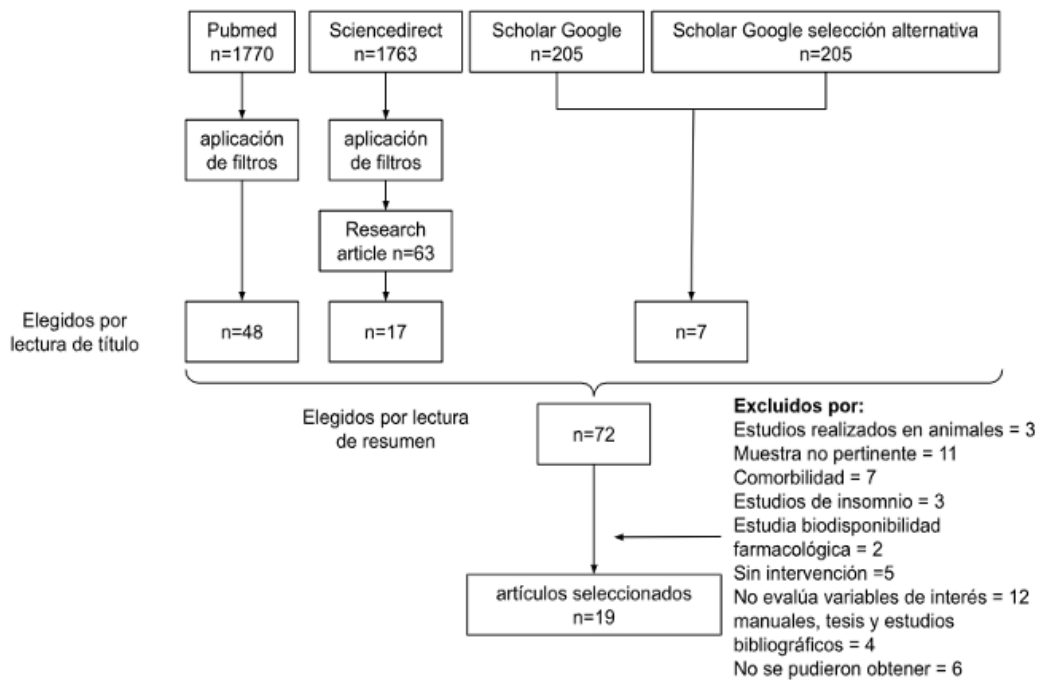 Pubmed
n=1770
Sciencedirect
n=1763
Scholar Google
n=205
Scholar Google selección alternativa
n=205
aplicación
de filtros
aplicación
de filtros
Research
article n=63
Elegidos por
lectura de título
n=48
n=17
n=7
Elegidos por lectura
de resumen
n=72
Excluidos por:
Estudios realizados en animales = 3
Muestra no pertinente = 11
Comorbilidad = 7
Estudios de insomnio = 3
Estudia biodisponibilidad
farmacológica = 2
Sin intervención =5
No evalúa variables de interés = 12
manuales, tesis y estudios
bibliográficos = 4
No se pudieron obtener = 6
artículos seleccionados
n=19